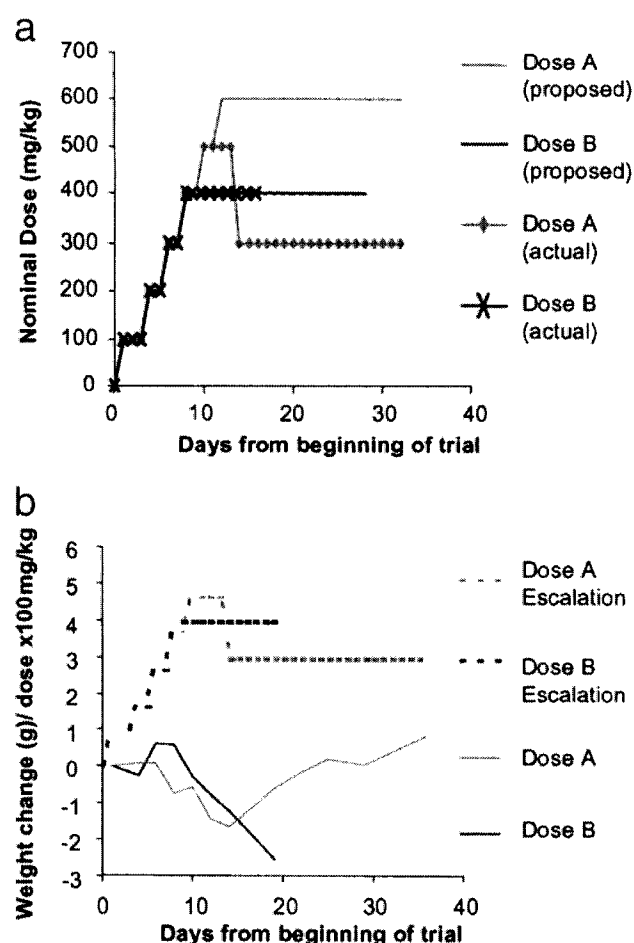 a
Nominal Dose (mg/kg)
700
600
500
400
300
200
100
0
0 10 20 30 40
Days from beginning of trial
Dose A
(proposed)
Dose B
(proposed)
Dose A
(actual)
Dose B
(actual)
b
Weight change (g)/ dose x100mg/kg
6
5
4
3
2
1
0
-1
-2
-3
0 10 20 30 40
Days from beginning of trial
Dose A
Escalation
Dose B
Escalation
Dose A
Dose B